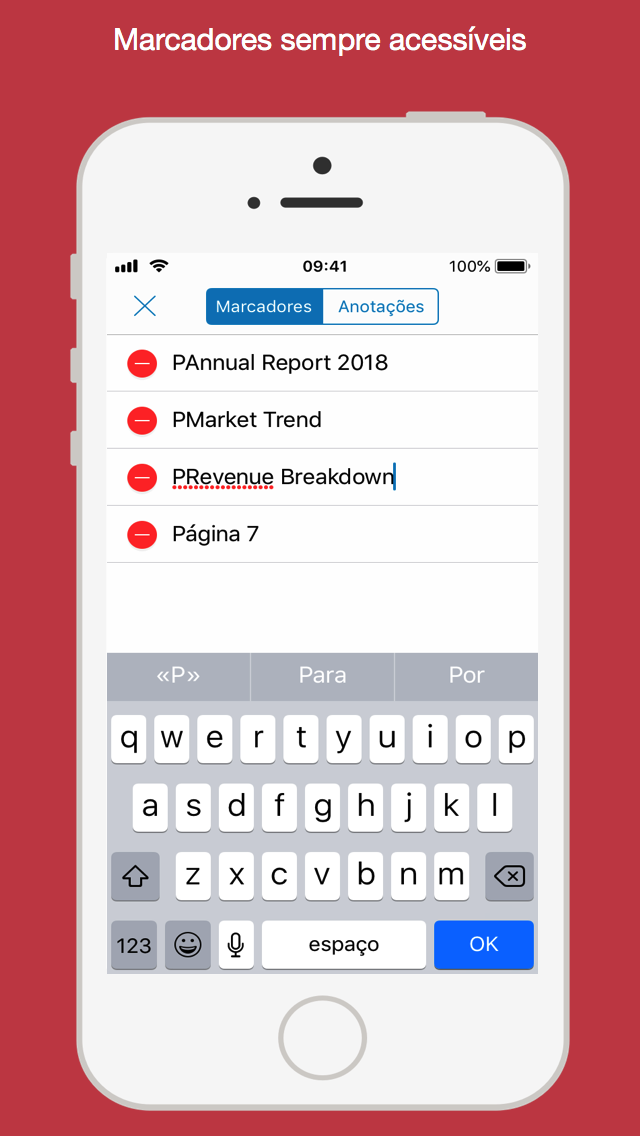 Marcadores sempre acessíveis
09:41
100%
Marcadores Anotações
PAnnual Report 2018
PMarket Trend
PRevenue Breakdown
Página 7
«P» Para Por
q w e r t y u i o p
a s d f g h j k l
z x c v b n m
123 espaço OK